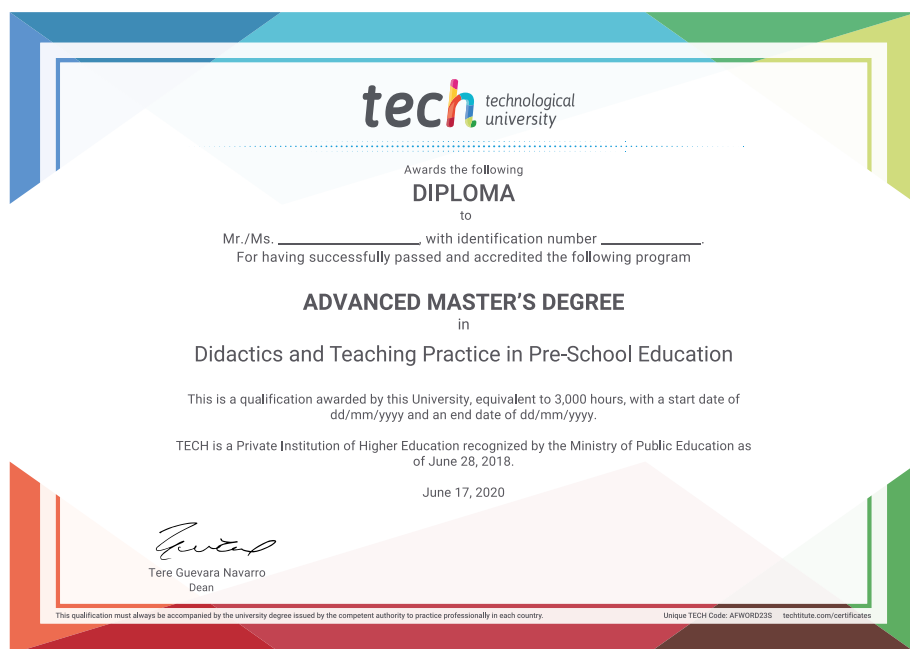 tech technological
university
Awards the following
DIPLOMA
to
Mr./Ms. ____________________, with identification number ______________.
For having successfully passed and accredited the following program
ADVANCED MASTER’S DEGREE
in
Didactics and Teaching Practice in Pre-School Education
This is a qualification awarded by this University, equivalent to 3,000 hours, with a start date of
dd/mm/yyyy and an end date of dd/mm/yyyy.
TECH is a Private Institution of Higher Education recognized by the Ministry of Public Education as
of June 28, 2018.
June 17, 2020
Tere Guevara Navarro
Dean
This qualification must always be accompanied by the university degree issued by the competent authority to practice professionally in each country.
Unique TECH Code: AFWORD23S techtitute.com/certificates